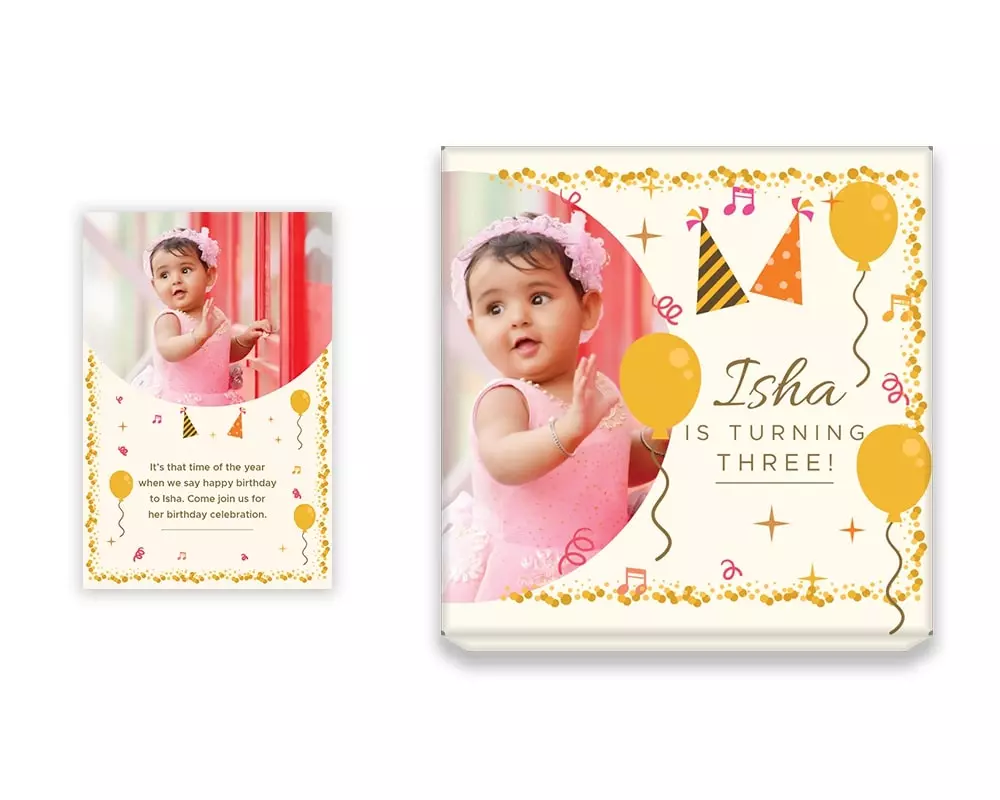 It's that time of the year
when we say happy birthday
to Isha. Come join us for
her birthday celebration.
Isha
IS TURNING
THREE!